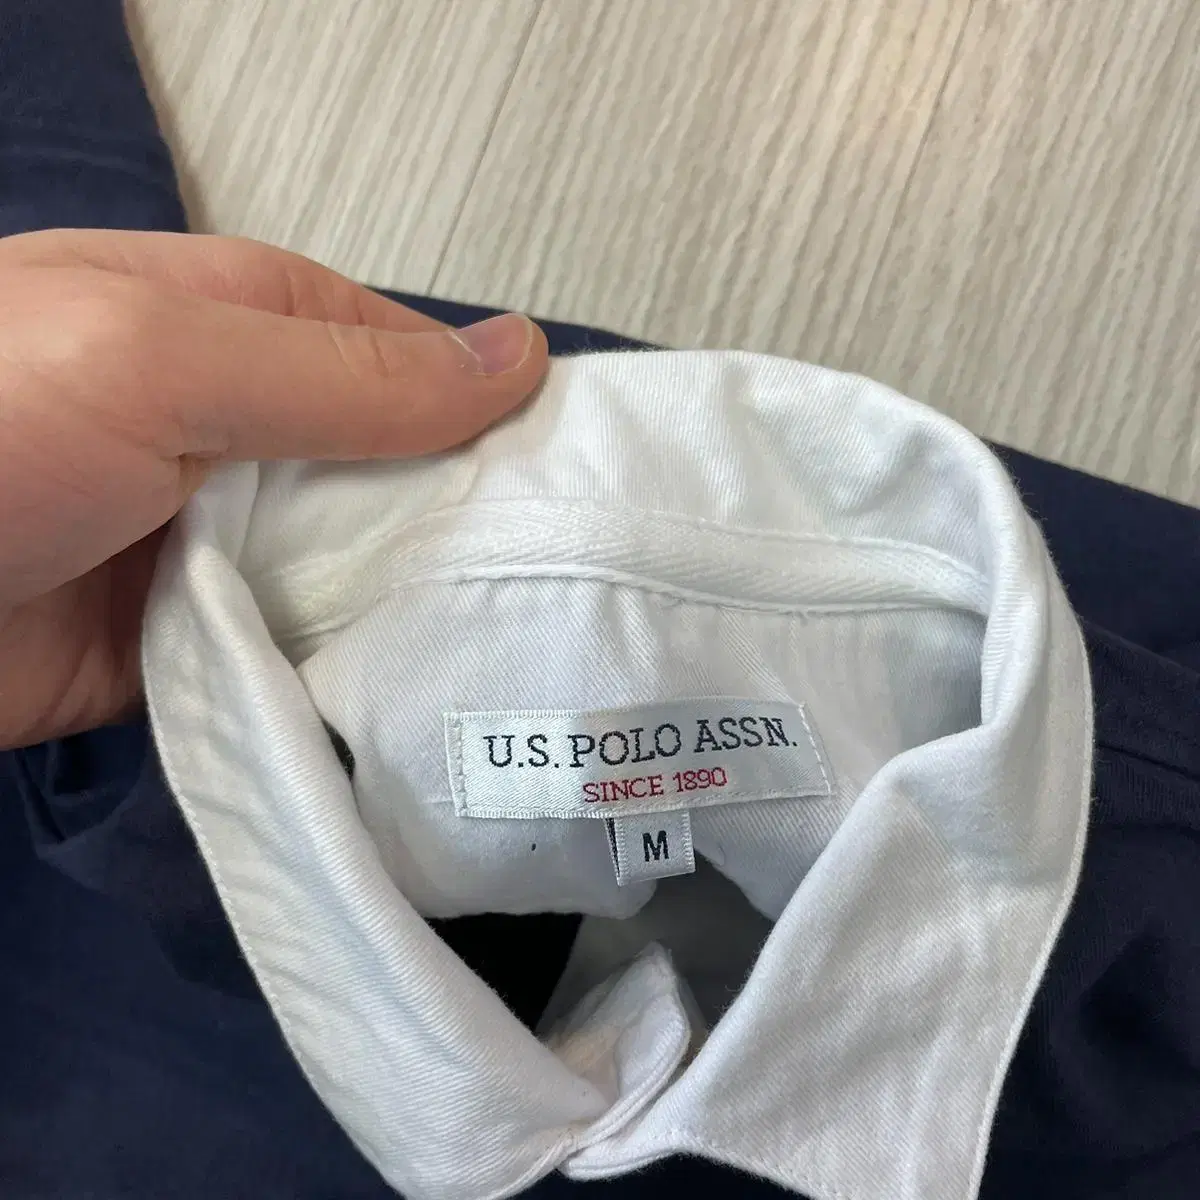 U.S. POLO ASSN.
SINCE 1890
M